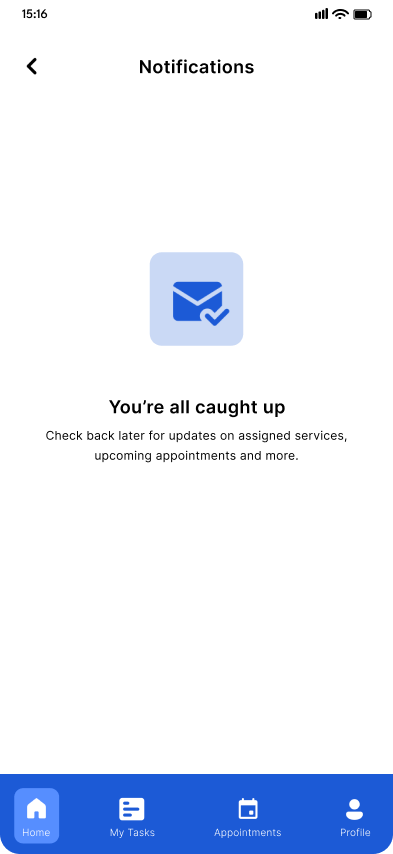 15:16
Notifications
You're all caught up
Check back later for updates on assigned services,
upcoming appointments and more.
Home
My Tasks
Appointments
Profile